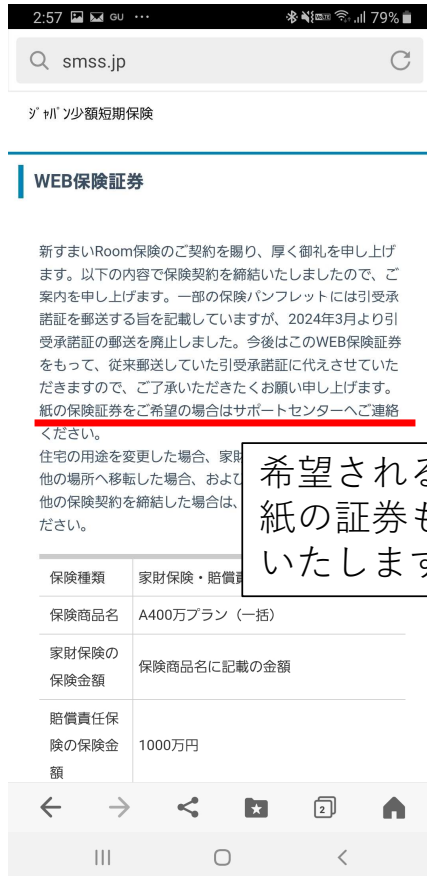 2:57 GU ··· 79%
smss.jp
ジャパン少額短期保険
WEB保険証券
新すまいRoom保険のご契約を賜り、厚く御礼を申し上げ
ます。以下の内容で保険契約を締結いたしましたので、ご
案内を申し上げます。一部の保険パンフレットには引受承
諾証を郵送する旨を記載していますが、2024年3月より引
受承諾証の郵送を廃止しました。今後はこのWEB保険証券
をもって、従来郵送していた引受承諾証に代えさせていた
だきますので、ご了承いただきたくお願い申し上げます。
紙の保険証券をご希望の場合はサポートセンターへご連絡
ください。
住宅の用途を変更した場合、家財
他の場所へ移転した場合、および
他の保険契約を締結した場合は、
ださい。
希望される
紙の証券も
いたします
保険種類 家財保険・賠償責
保険商品名 A400万プラン（一括）
家財保険の
保険金額 保険商品名に記載の金額
賠償責任保
険の保険金 1000万円
額
2